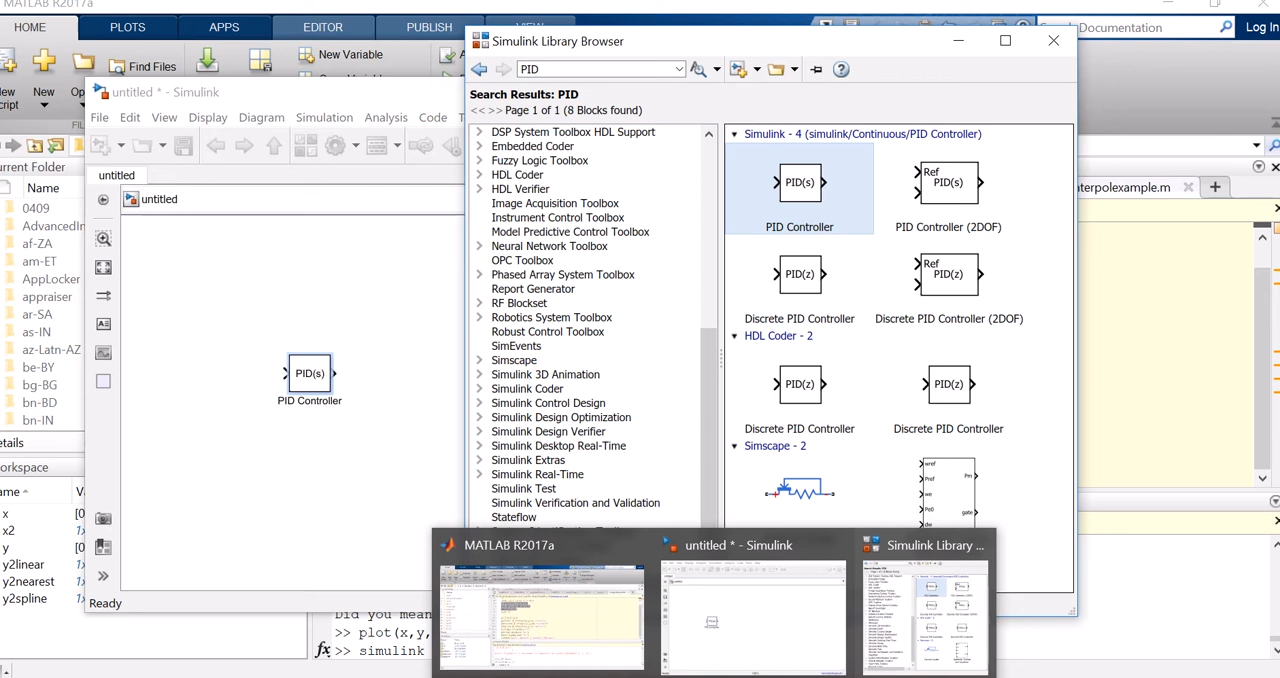 MATLAB R2017a
HOME PLOTS APPS EDITOR PUBLISH VIEW
Documentation Log In
New Variable
Find Files
New
untitled * - Simulink
File Edit View Display Diagram Simulation Analysis Code
untitled
untitled
Name
0409
AdvancedIn
af-ZA
am-ET
AppLocker
appraiser
ar-SA
as-IN
az-Latn-AZ
be-BY
bg-BG
bn-BD
bn-IN
x
x2
y
y2linear
y2nearest
PID(s)
PID Controller
Ready
> plot(x, y,
> simulink
fx
Simulink Library Browser
PID
Search Results: PID
<< >> Page 1 of 1 (8 Blocks found)
DSP System Toolbox HDL Support
Embedded Coder
Fuzzy Logic Toolbox
HDL Coder
HDL Verifier
Image Acquisition Toolbox
Instrument Control Toolbox
Model Predictive Control Toolbox
Neural Network Toolbox
OPC Toolbox
Phased Array System Toolbox
Report Generator
RF Blockset
Robotics System Toolbox
Robust Control Toolbox
SimEvents
Simscape
Simulink 3D Animation
Simulink Coder
Simulink Control Design
Simulink Design Optimization
Simulink Design Verifier
Simulink Desktop Real-Time
Simulink Extras
Simulink Real-Time
Simulink Test
Simulink Verification and Validation
Stateflow
Simulink - 4 (simulink/Continuous/PID Controller)
PID(s)
PID Controller
Ref
PID(s)
PID Controller (2DOF)
PID(z)
Discrete PID Controller
Ref
PID(z)
Discrete PID Controller (2DOF)
HDL Coder - 2
PID(z)
Discrete PID Controller
PID(z)
Discrete PID Controller
Simscape - 2
wref
Pref
we
Pe0
dw
Pm
gate
terpolexample.m
MATLAB R2017a
untitled * - Simulink
Simulink Library ...